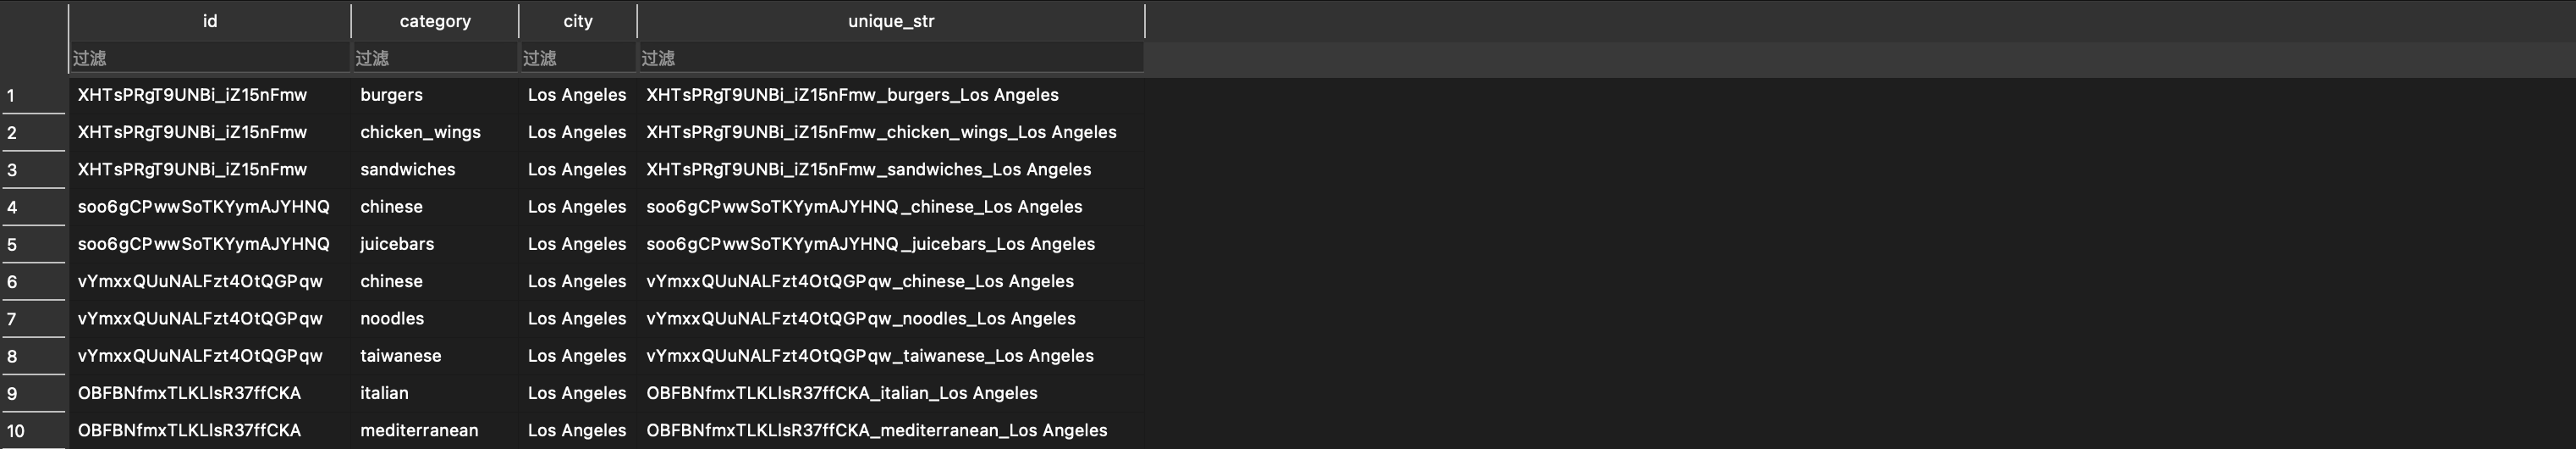 id category city unique_str
过滤 过滤 过滤 过滤
1 XHTsPRgT9UNBi_iZ15nFmw burgers Los Angeles XHTsPRgT9UNBi_iZ15nFmw_burgers_Los Angeles
2 XHTsPRgT9UNBi_iZ15nFmw chicken_wings Los Angeles XHTsPRgT9UNBi_iZ15nFmw_chicken_wings_Los Angeles
3 XHTsPRgT9UNBi_iZ15nFmw sandwiches Los Angeles XHTsPRgT9UNBi_iZ15nFmw_sandwiches_Los Angeles
4 soo6gCPwwSoTKYymAJYHNQ chinese Los Angeles soo6gCPwwSoTKYymAJYHNQ_chinese_Los Angeles
5 soo6gCPwwSoTKYymAJYHNQ juicebars Los Angeles soo6gCPwwSoTKYymAJYHNQ_juicebars_Los Angeles
6 vYmxxQUuNALFzt4OtQGPqw chinese Los Angeles vYmxxQUuNALFzt4OtQGPqw_chinese_Los Angeles
7 vYmxxQUuNALFzt4OtQGPqw noodles Los Angeles vYmxxQUuNALFzt4OtQGPqw_noodles_Los Angeles
8 vYmxxQUuNALFzt4OtQGPqw taiwanese Los Angeles vYmxxQUuNALFzt4OtQGPqw_taiwanese_Los Angeles
9 OBFBNfmxTLKLlsR37ffCKA italian Los Angeles OBFBNfmxTLKLlsR37ffCKA_italian_Los Angeles
10 OBFBNfmxTLKLlsR37ffCKA mediterranean Los Angeles OBFBNfmxTLKLlsR37ffCKA_mediterranean_Los Angeles